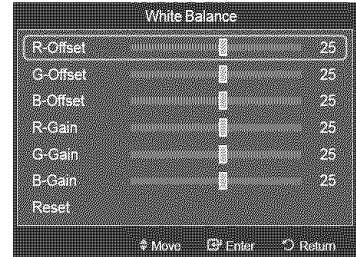 White Balance
R-Offset 25
G-Offset 25
B-Offset 25
R-Gain 25
G-Gain 25
B-Gain 25
Reset
Move Enter Return